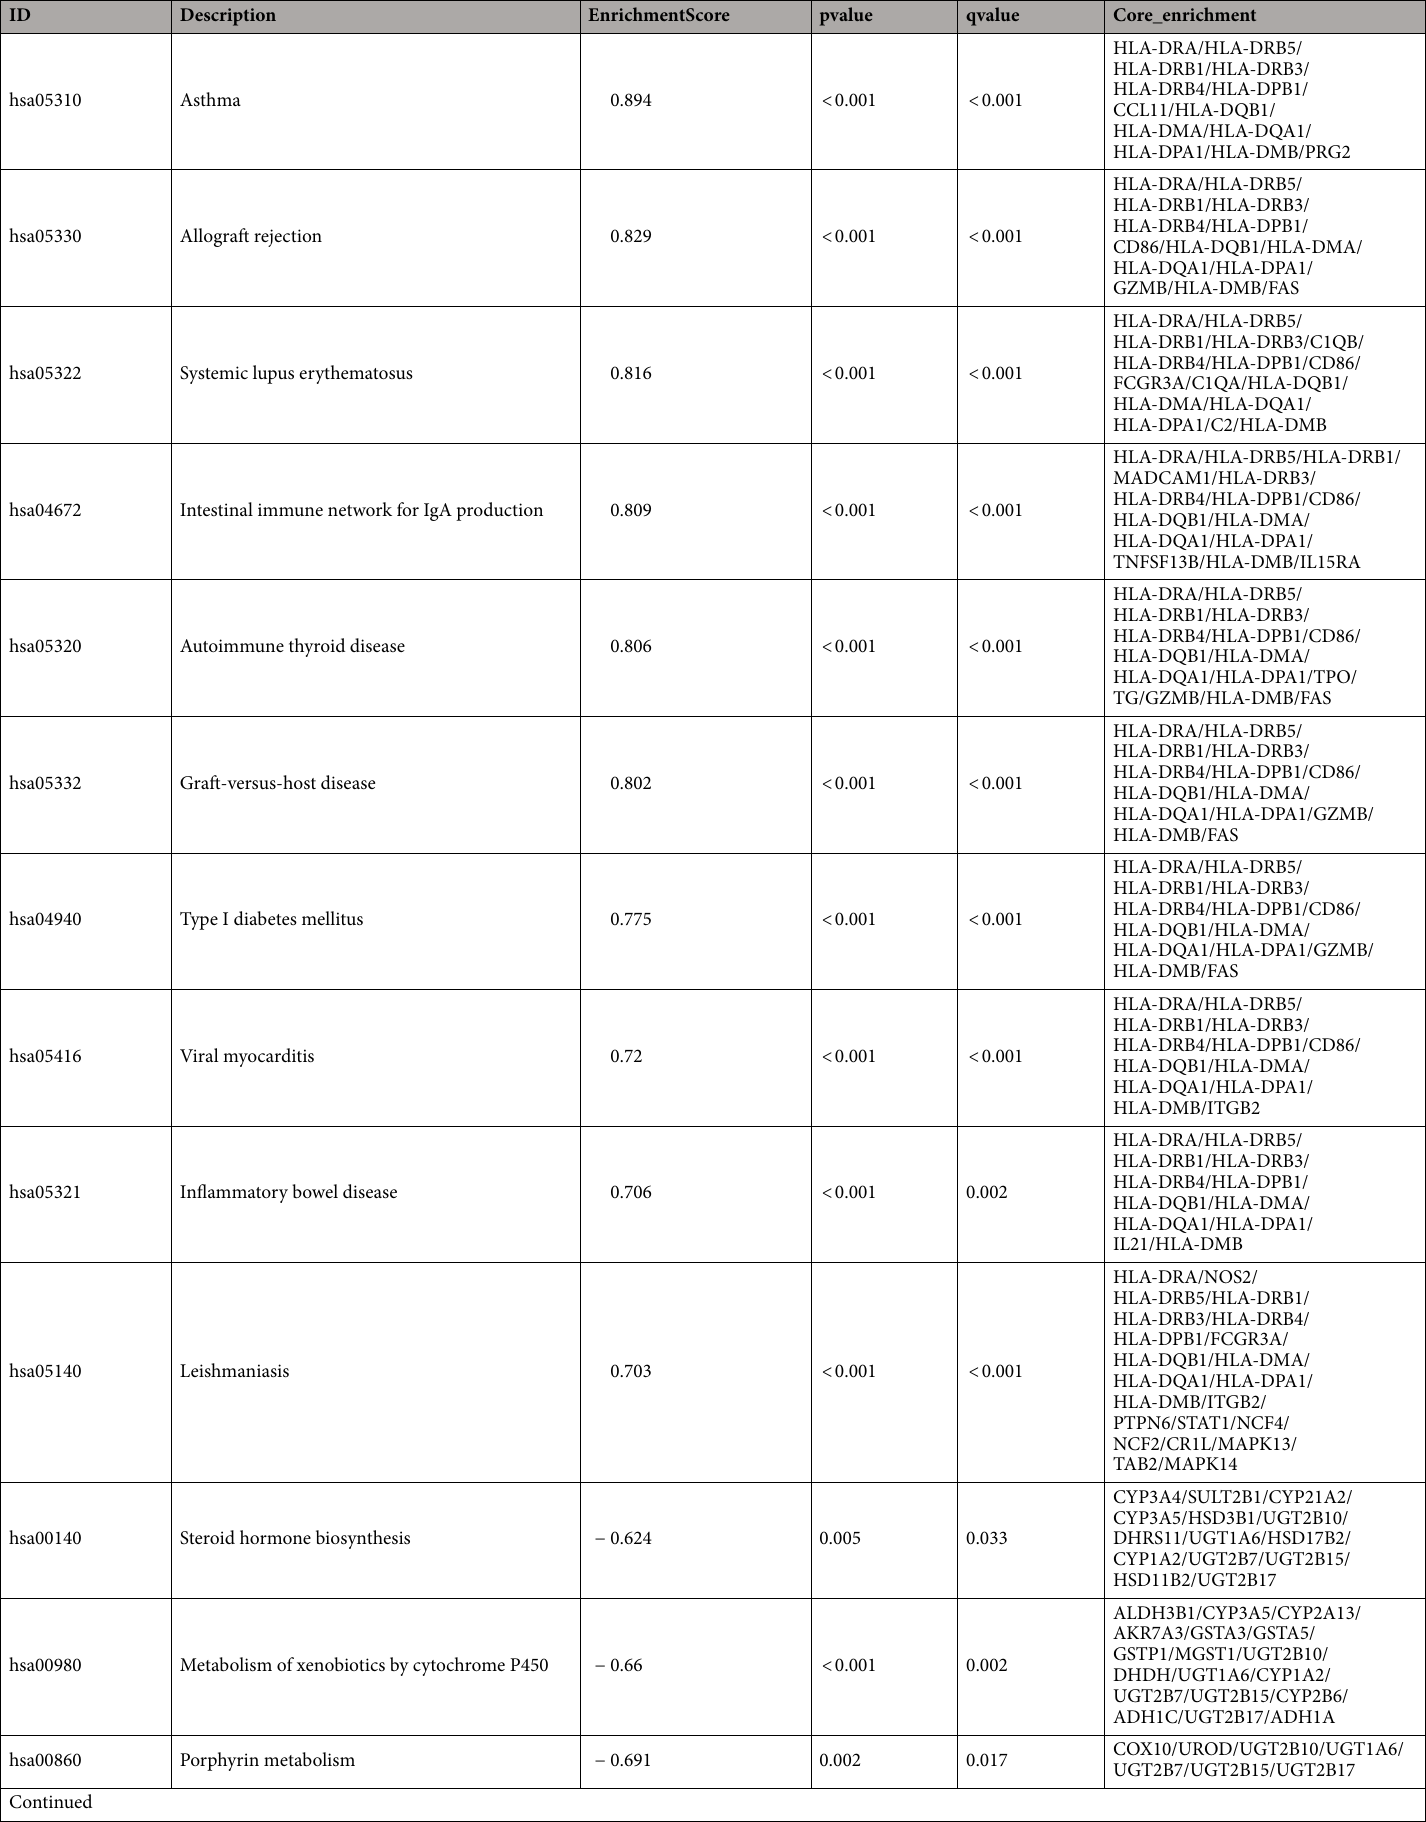 ID Description EnrichmentScore pvalue qvalue Core_enrichment
hsa05310 Asthma 0.894 <0.001 <0.001 HLA-DRA/HLA-DRB5/
HLA-DRB1/HLA-DRB3/
HLA-DRB4/HLA-DPB1/
CCL11/HLA-DQB1/
HLA-DMA/HLA-DQA1/
HLA-DPA1/HLA-DMB/PRG2
hsa05330 Allograft rejection 0.829 <0.001 <0.001 HLA-DRA/HLA-DRB5/
HLA-DRB1/HLA-DRB3/
HLA-DRB4/HLA-DPB1/
CD86/HLA-DQB1/HLA-DMA/
HLA-DQA1/HLA-DPA1/
GZMB/HLA-DMB/FAS
hsa05322 Systemic lupus erythematosus 0.816 <0.001 <0.001 HLA-DRA/HLA-DRB5/
HLA-DRB1/HLA-DRB3/C1QB/
HLA-DRB4/HLA-DPB1/CD86/
FCGR3A/C1QA/HLA-DQB1/
HLA-DMA/HLA-DQA1/
HLA-DPA1/C2/HLA-DMB
hsa04672 Intestinal immune network for IgA production 0.809 <0.001 <0.001 HLA-DRA/HLA-DRB5/HLA-DRB1/
MADCAM1/HLA-DRB3/
HLA-DRB4/HLA-DPB1/CD86/
HLA-DQB1/HLA-DMA/
HLA-DQA1/HLA-DPA1/
TNFSF13B/HLA-DMB/IL15RA
hsa05320 Autoimmune thyroid disease 0.806 <0.001 <0.001 HLA-DRA/HLA-DRB5/
HLA-DRB1/HLA-DRB3/
HLA-DRB4/HLA-DPB1/CD86/
HLA-DQB1/HLA-DMA/
HLA-DQA1/HLA-DPA1/TPO/
TG/GZMB/HLA-DMB/FAS
hsa05332 Graft-versus-host disease 0.802 <0.001 <0.001 HLA-DRA/HLA-DRB5/
HLA-DRB1/HLA-DRB3/
HLA-DRB4/HLA-DPB1/CD86/
HLA-DQB1/HLA-DMA/
HLA-DQA1/HLA-DPA1/GZMB/
HLA-DMB/FAS
hsa04940 Type I diabetes mellitus 0.775 <0.001 <0.001 HLA-DRA/HLA-DRB5/
HLA-DRB1/HLA-DRB3/
HLA-DRB4/HLA-DPB1/CD86/
HLA-DQB1/HLA-DMA/
HLA-DQA1/HLA-DPA1/GZMB/
HLA-DMB/FAS
hsa05416 Viral myocarditis 0.72 <0.001 <0.001 HLA-DRA/HLA-DRB5/
HLA-DRB1/HLA-DRB3/
HLA-DRB4/HLA-DPB1/CD86/
HLA-DQB1/HLA-DMA/
HLA-DQA1/HLA-DPA1/
HLA-DMB/ITGB2
hsa05321 Inflammatory bowel disease 0.706 <0.001 0.002 HLA-DRA/HLA-DRB5/
HLA-DRB1/HLA-DRB3/
HLA-DRB4/HLA-DPB1/
HLA-DQB1/HLA-DMA/
HLA-DQA1/HLA-DPA1/
IL21/HLA-DMB
hsa05140 Leishmaniasis 0.703 <0.001 <0.001 HLA-DRA/NOS2/
HLA-DRB5/HLA-DRB1/
HLA-DRB3/HLA-DRB4/
HLA-DPB1/FCGR3A/
HLA-DQB1/HLA-DMA/
HLA-DQA1/HLA-DPA1/
HLA-DMB/ITGB2/
PTPN6/STAT1/NCF4/
NCF2/CR1L/MAPK13/
TAB2/MAPK14
hsa00140 Steroid hormone biosynthesis − 0.624 0.005 0.033 CYP3A4/SULT2B1/CYP21A2/
CYP3A5/HSD3B1/UGT2B10/
DHRS11/UGT1A6/HSD17B2/
CYP1A2/UGT2B7/UGT2B15/
HSD11B2/UGT2B17
hsa00980 Metabolism of xenobiotics by cytochrome P450 − 0.66 <0.001 0.002 ALDH3B1/CYP3A5/CYP2A13/
AKR7A3/GSTA3/GSTA5/
GSTP1/MGST1/UGT2B10/
DHDH/UGT1A6/CYP1A2/
UGT2B7/UGT2B15/CYP2B6/
ADH1C/UGT2B17/ADH1A
hsa00860 Porphyrin metabolism − 0.691 0.002 0.017 COX10/UROD/UGT2B10/UGT1A6/
UGT2B7/UGT2B15/UGT2B17
Continued